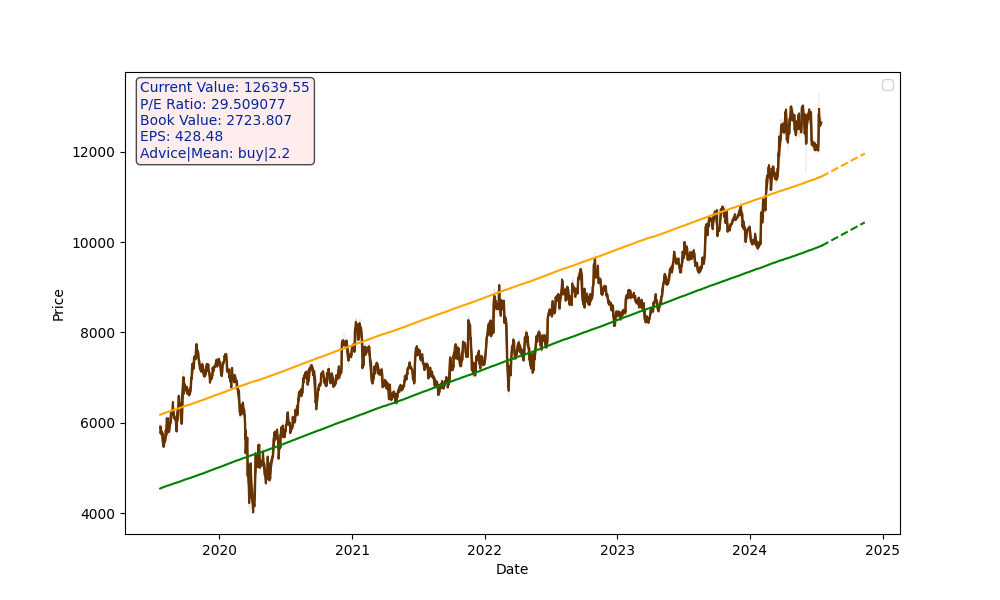 Current Value: 12639.55
P/E Ratio: 29.509077
Book Value: 2723.807
EPS: 428.48
Advice|Mean: buy|2.2
12000
10000
8000
6000
4000
Price
2020
2021
2022
2023
2024
2025
Date